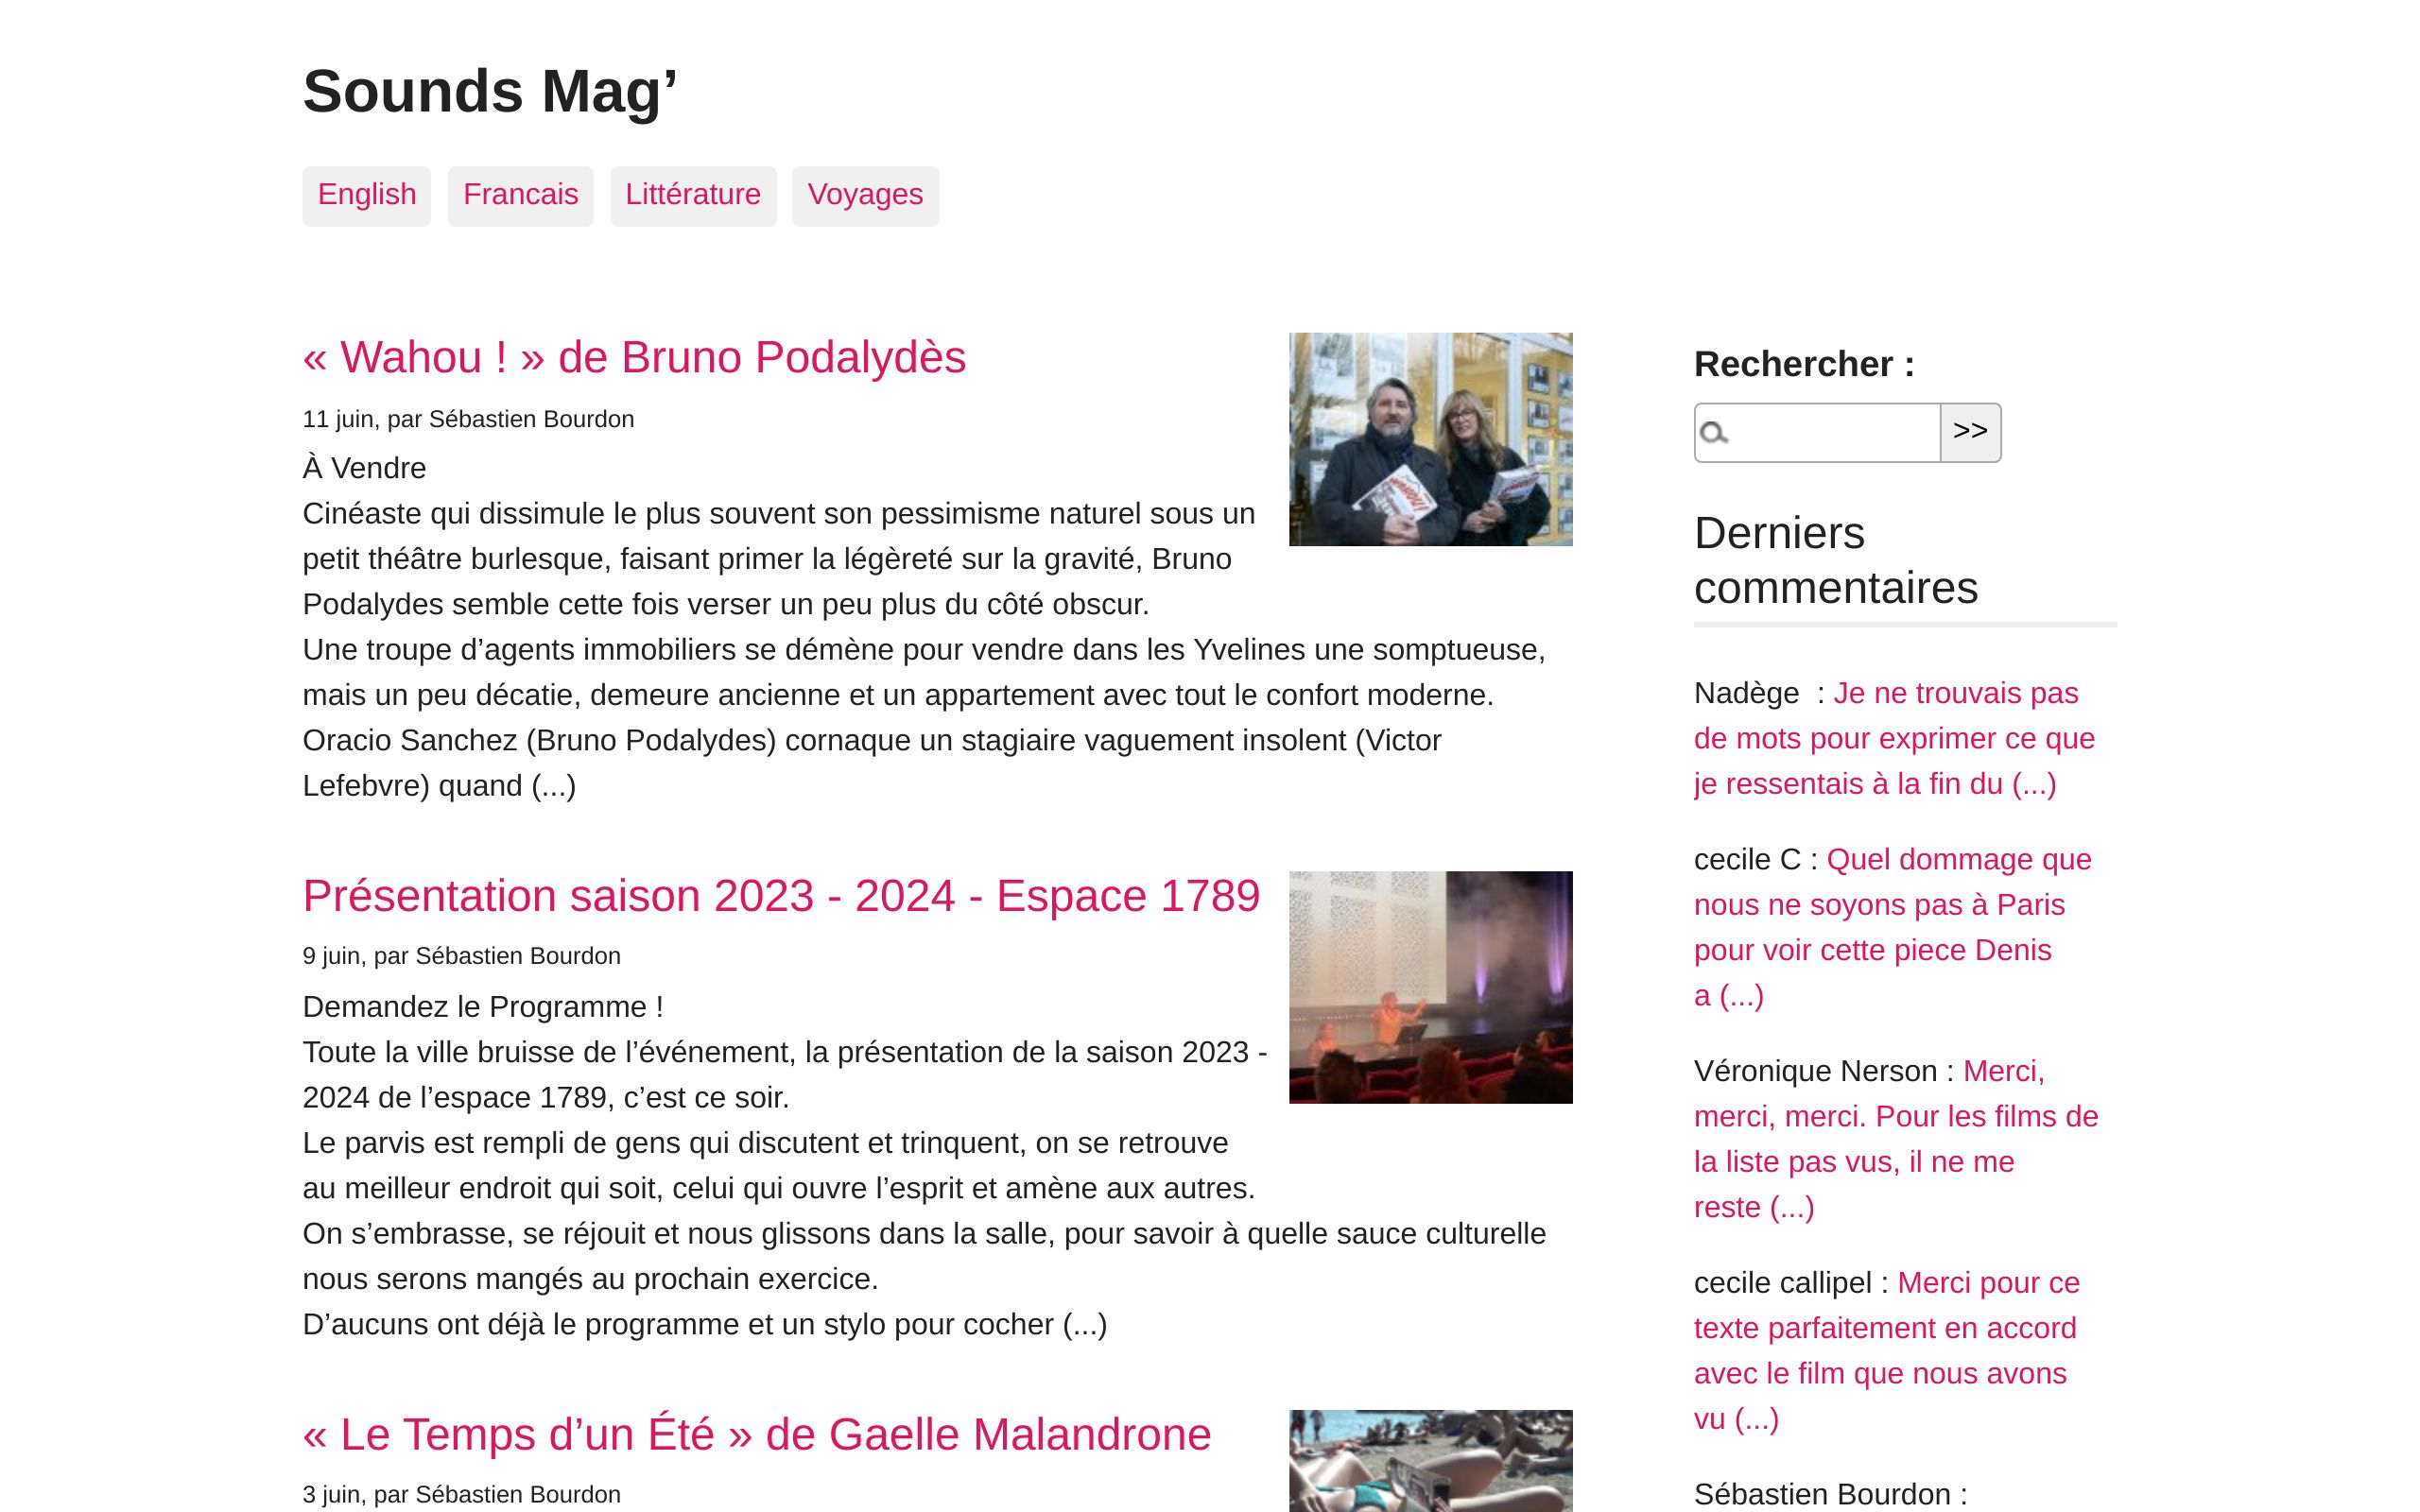 Sounds Mag’
English
Francais
Littérature
Voyages
« Wahou ! » de Bruno Podalydès
11 juin, par Sébastien Bourdon
À Vendre
Cinéaste qui dissimule le plus souvent son pessimisme naturel sous un
petit théâtre burlesque, faisant primer la légèreté sur la gravité, Bruno
Podalydes semble cette fois verser un peu plus du côté obscur.
Une troupe d’agents immobiliers se démène pour vendre dans les Yvelines une somptueuse,
mais un peu décatie, demeure ancienne et un appartement avec tout le confort moderne.
Oracio Sanchez (Bruno Podalydes) cornaque un stagiaire vaguement insolent (Victor
Lefebvre) quand (...)
Présentation saison 2023 - 2024 - Espace 1789
9 juin, par Sébastien Bourdon
Demandez le Programme !
Toute la ville bruisse de l’événement, la présentation de la saison 2023 -
2024 de l’espace 1789, c’est ce soir.
Le parvis est rempli de gens qui discutent et trinquent, on se retrouve
au meilleur endroit qui soit, celui qui ouvre l’esprit et amène aux autres.
On s’embrasse, se réjouit et nous glissons dans la salle, pour savoir à quelle sauce culturelle
nous serons mangés au prochain exercice.
D’aucuns ont déjà le programme et un stylo pour cocher (...)
« Le Temps d’un Été » de Gaelle Malandrone
3 juin, par Sébastien Bourdon
Rechercher :
>>
Derniers
commentaires
Nadège  : Je ne trouvais pas
de mots pour exprimer ce que
je ressentais à la fin du (...)
cecile C : Quel dommage que
nous ne soyons pas à Paris
pour voir cette piece Denis
a (...)
Véronique Nerson : Merci,
merci, merci. Pour les films de
la liste pas vus, il ne me
reste (...)
cecile callipel : Merci pour ce
texte parfaitement en accord
avec le film que nous avons
vu (...)
Sébastien Bourdon :